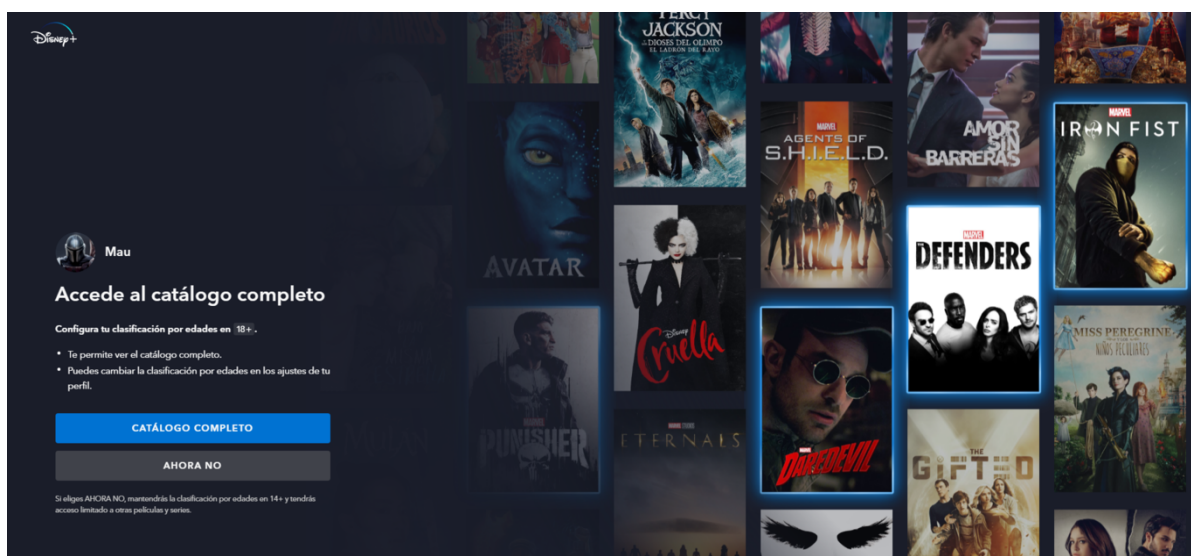 Disney+
Mau
Accede al catálogo completo
Configura tu clasificación por edades en 18+.
• Te permite ver el catálogo completo.
• Puedes cambiar la clasificación por edades en los ajustes de tu
perfil.
CATÁLOGO COMPLETO
AHORA NO
Si eliges AHORA NO, mantendrás la clasificación por edades en 14+ y tendrás
acceso limitado a otras películas y series.
AVATAR
MARVEL
PUNISHER
PERCY
JACKSON
DIOSES DEL OLIMPO
EL LADRÓN DEL RAYO
Disney
Cruella
MARVEL STUDIOS
ETERNALS
MARVEL
AGENTS OF
S.H.I.E.L.D.
MARVEL
DAREDEVIL
AMOR
SIN
BARRERAS
MARVEL
THE
DEFENDERS
THE
GIFTED
MARVEL
IRON FIST
MISS PEREGRINE
NIÑOS PECULIARES